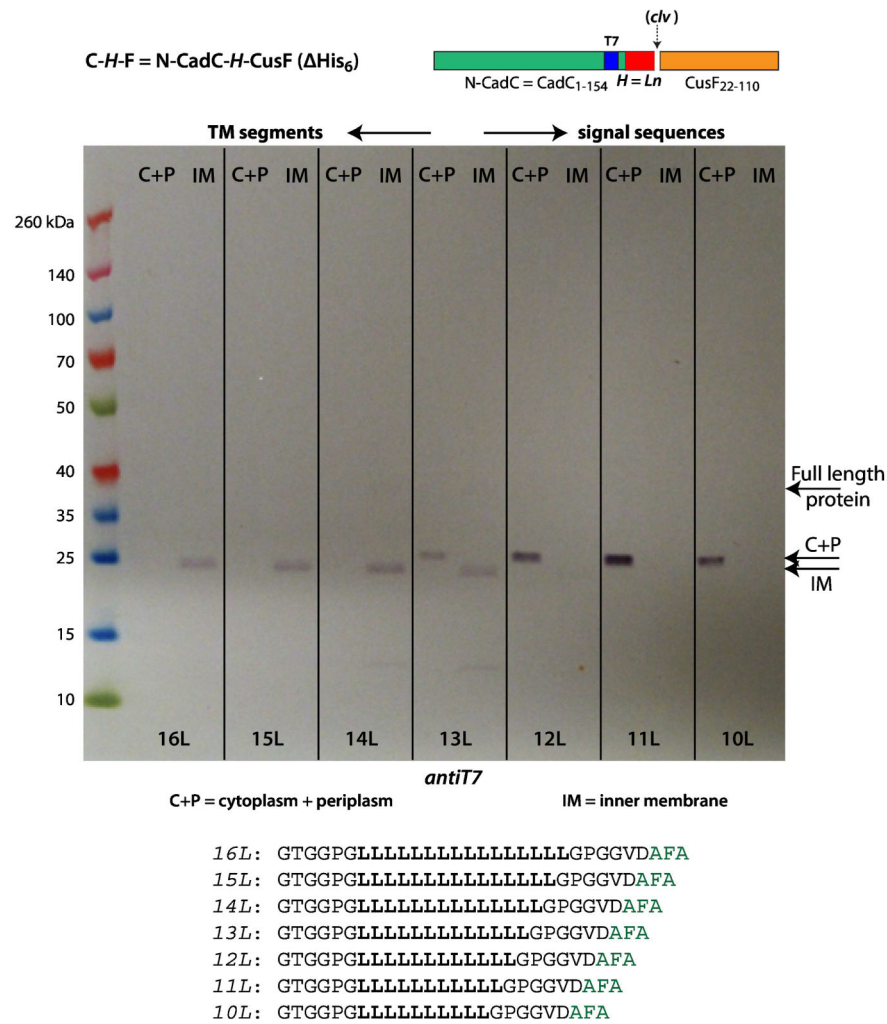 (clv)
C-H-F = N-CadC-H-CusF (ΔHis6)
T7
N-CadC = CadC1-154 H = Ln CusF22-110
TM segments signal sequences
C+P IM C+P IM C+P IM C+P IM C+P IM C+P IM C+P IM
260 kDa
140
100
70
50
40
Full length
protein
35
C+P
25
IM
15
10
16L 15L 14L 13L 12L 11L 10L
antiT7
C+P = cytoplasm + periplasm IM = inner membrane
16L: GTGGPGLLLLLLLLLLLLLLLLGPGGVDAFA
15L: GTGGPGLLLLLLLLLLLLLLLGPGGVDAFA
14L: GTGGPGLLLLLLLLLLLLLLGPGGVDAFA
13L: GTGGPGLLLLLLLLLLLLLGPGGVDAFA
12L: GTGGPGLLLLLLLLLLLLGPGGVDAFA
11L: GTGGPGLLLLLLLLLLLGPGGVDAFA
10L: GTGGPGLLLLLLLLLLGPGGVDAFA